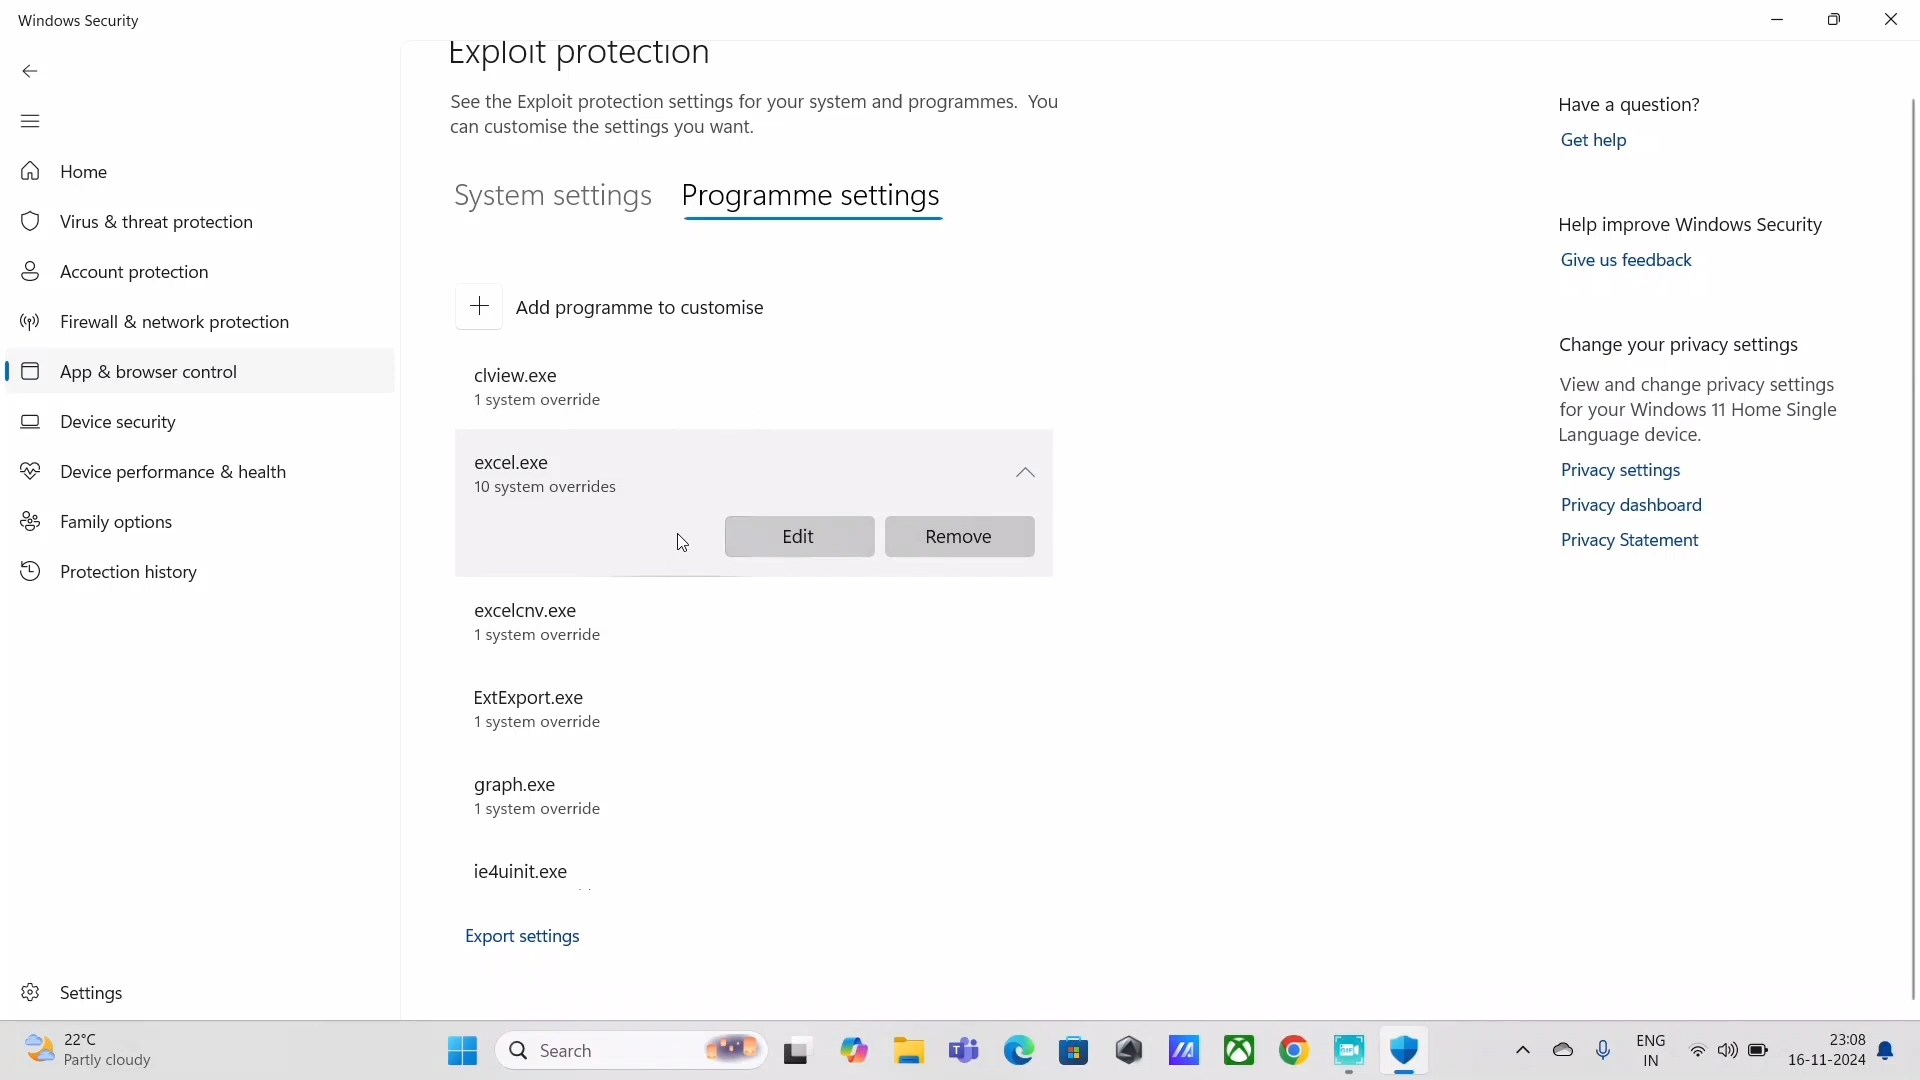 Windows Security
Exploit protection
See the Exploit protection settings for your system and programmes. You
can customise the settings you want.
Home
Virus & threat protection
Account protection
Firewall & network protection
App & browser control
Device security
Device performance & health
Family options
Protection history
Settings
System settings
Programme settings
Add programme to customise
clview.exe
1 system override
excel.exe
10 system overrides
Edit
Remove
excelcnv.exe
1 system override
ExtExport.exe
1 system override
graph.exe
1 system override
ie4uinit.exe
Export settings
Have a question?
Get help
Help improve Windows Security
Give us feedback
Change your privacy settings
View and change privacy settings
for your Windows 11 Home Single
Language device.
Privacy settings
Privacy dashboard
Privacy Statement
22°C
Partly cloudy
Search
ENG
IN
23:08
16-11-2024